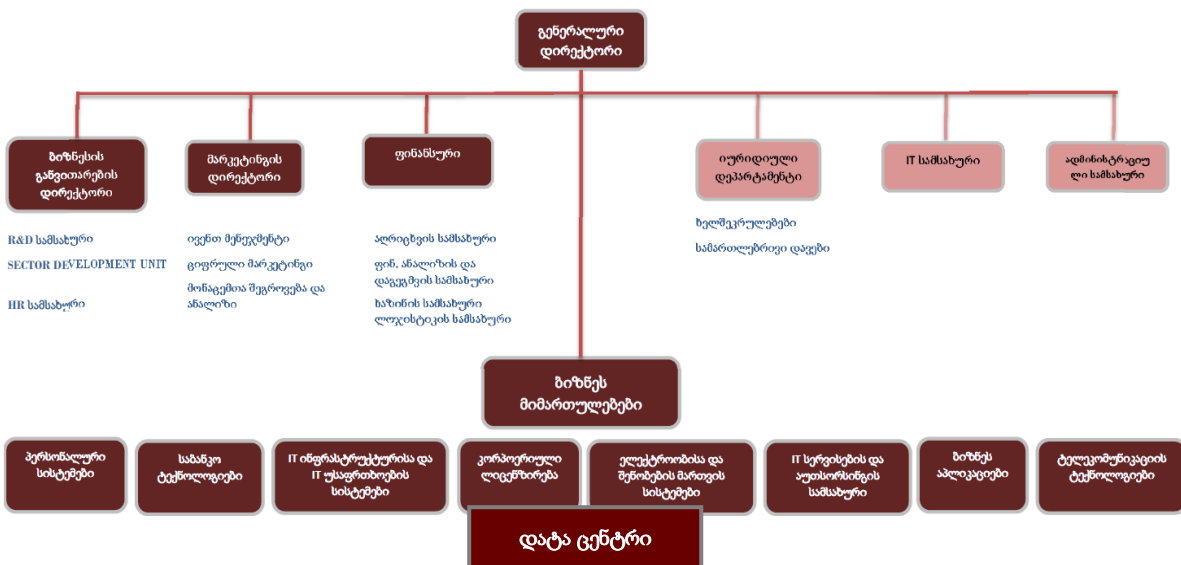 გენერალური
დირექტორი
ბიზნესის
განვითარების
დირექტორი
მარკეტინგის
დირექტორი
ფინანსური
იურიდიული
დეპარტამენტი
IT სამსახური
ადმინისტრაციუ
ლი სამსახური
R&D სამსახური
SECTOR DEVELOPMENT UNIT
HR სამსახური
ივენთ მენეჯმენტი
ციფრული მარკეტინგი
მონაცემთა შეგროვება და
ანალიზი
აღრიცხვის სამსახური
ფინ, ანალიზის და
დაგეგმვის სამსახური
ხაზინის სამსახური
ლოჯისტიკის სამსახური
ხელშეკრულებები
სამართლებრივი დავები
ბიზნეს
მიმართულებები
პერსონალური
სისტემები
საბანკო
ტექნოლოგიები
IT ინფრასტრუქტურისა და
IT უსაფრთხოების
სისტემები
კორპოერიული
ლიცენზირება
ელექტროობისა და
შენობების მართვის
სისტემები
IT სერვისების და
აუთსორსინგის
სამსახური
ბიზნეს
აპლიკაციები
ტელეკომუნიკაციის
ტექნოლოგიები
დატა ცენტრი